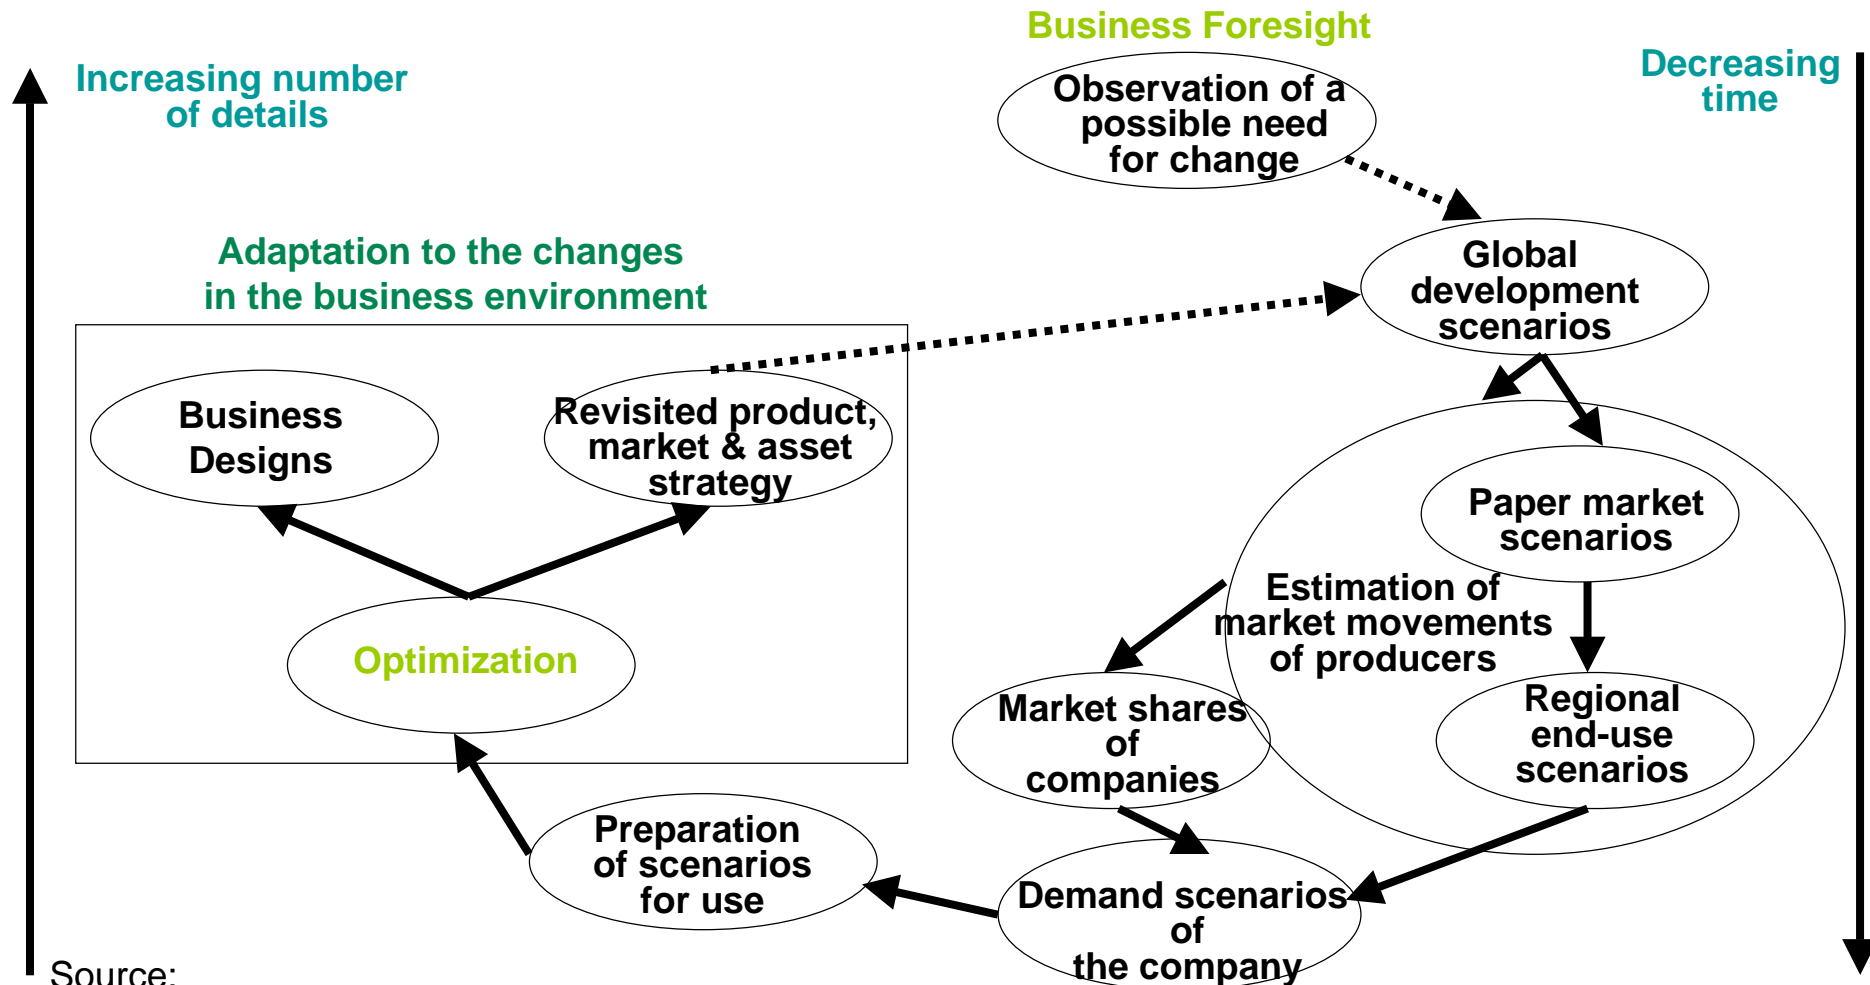 Business Foresight
Increasing number
of details
Decreasing
time
Observation of a
possible need
for change
Adaptation to the changes
in the business environment
Global
development
scenarios
Business
Designs
Revisited product,
market & asset
strategy
Paper market
scenarios
Estimation of
market movements
of producers
Optimization
Market shares
of
companies
Regional
end-use
scenarios
Preparation
of scenarios
for use
Demand scenarios
of
the company
Source: